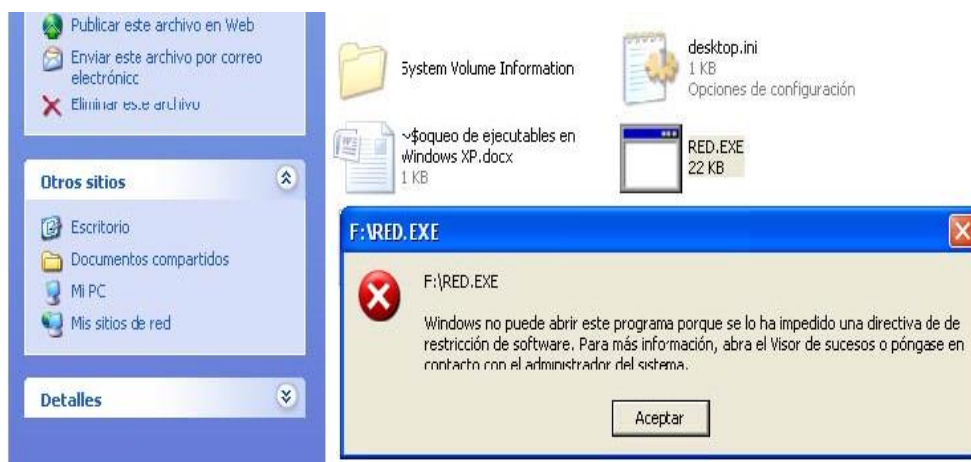 Publicar este archivo en Web
Enviar este archivo por correo
electrónico
Eliminar este archivo
Otros sitios
Escritorio
Documentos compartidos
Mi PC
Mis sitios de red
Detalles
System Volume Information
desktop.ini
1 KB
Opciones de configuración
~$oqueo de ejecutables en
Windows XP.docx
1 KB
RED.EXE
22 KB
F:\RED.EXE
F:\RED.EXE
Windows no puede abrir este programa porque se lo ha impedido una directiva de de
restricción de software. Para más información, abra el Visor de sucesos o póngase en
contacto con el administrador del sistema.
Aceptar